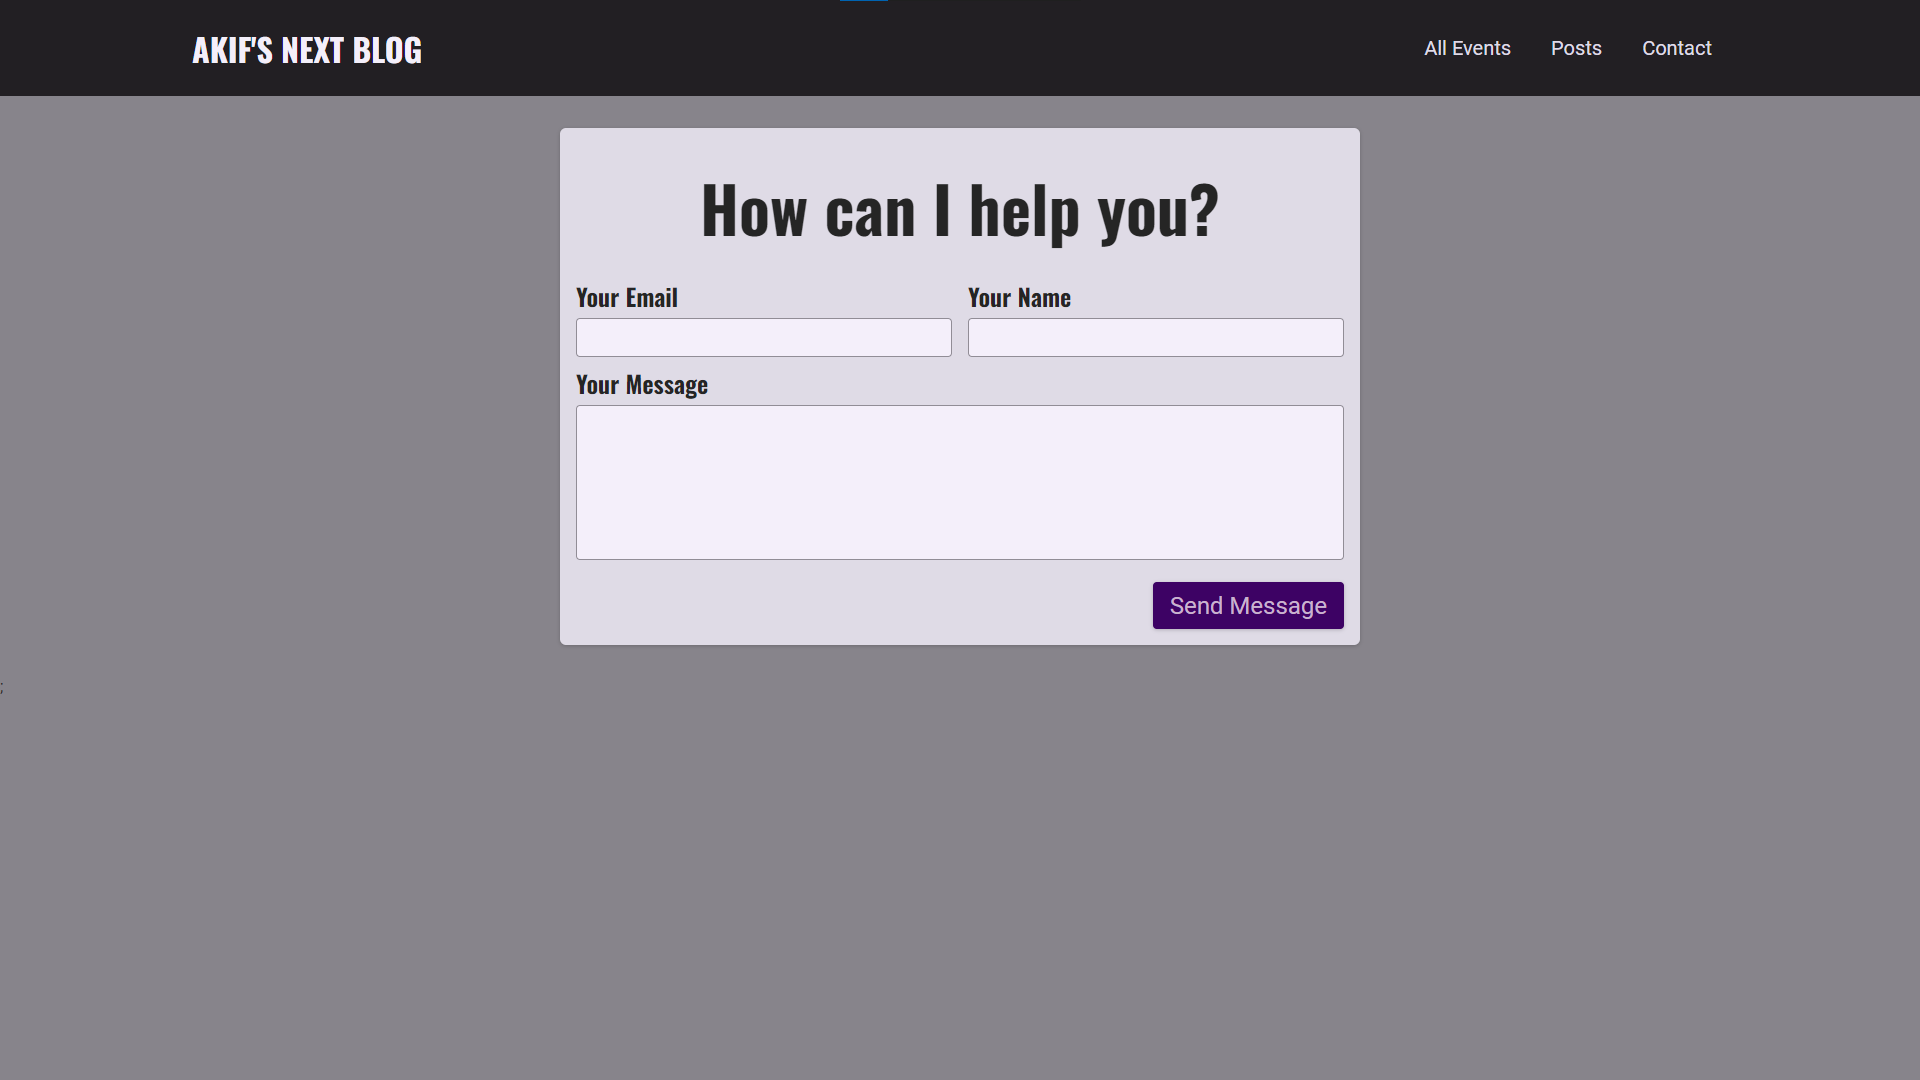 AKIF'S NEXT BLOG
All Events Posts Contact
How can I help you?
Your Email Your Name
Your Message
Send Message
;